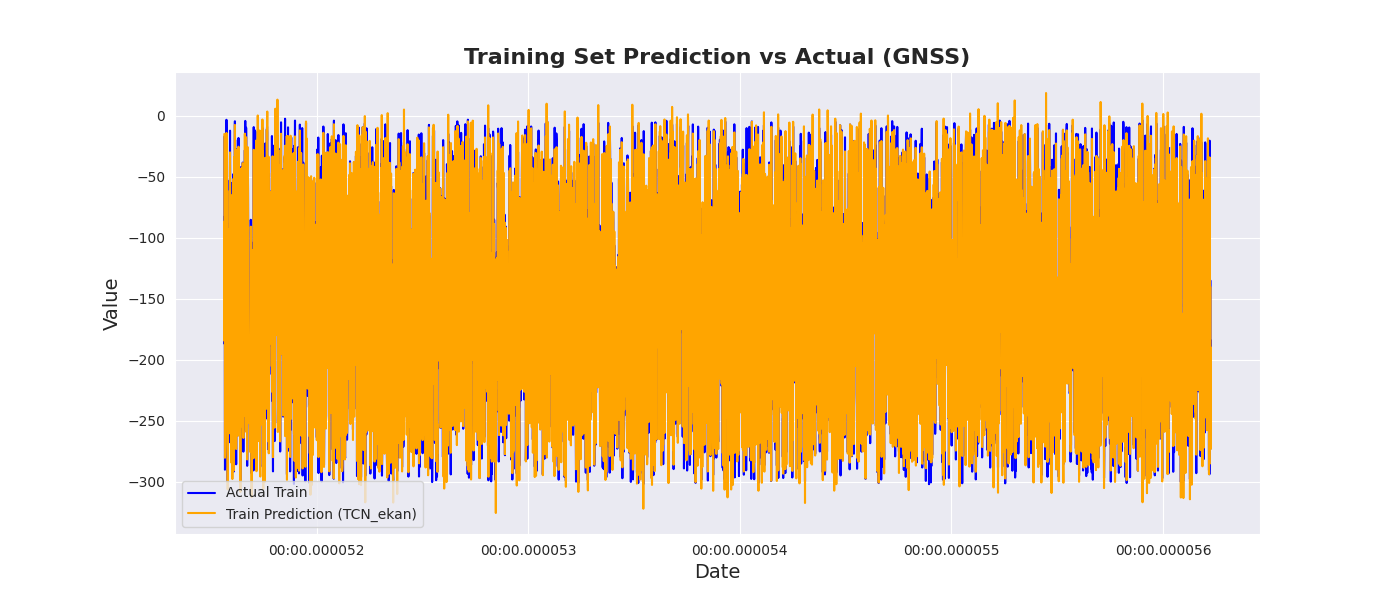 Training Set Prediction vs Actual (GNSS)
Value
0
−50
−100
−150
−200
−250
−300
Actual Train
Train Prediction (TCN_ekan)
00:00.000052
00:00.000053
00:00.000054
00:00.000055
00:00.000056
Date